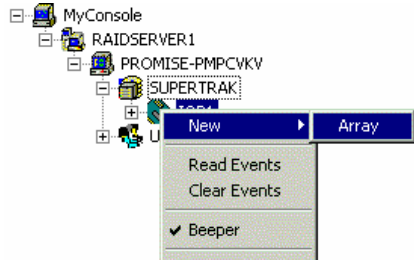 MyConsole
RAIDSERVER1
PROMISE-PMPCVKV
SUPERTRAK
U
New
Array
Read Events
Clear Events
Beeper